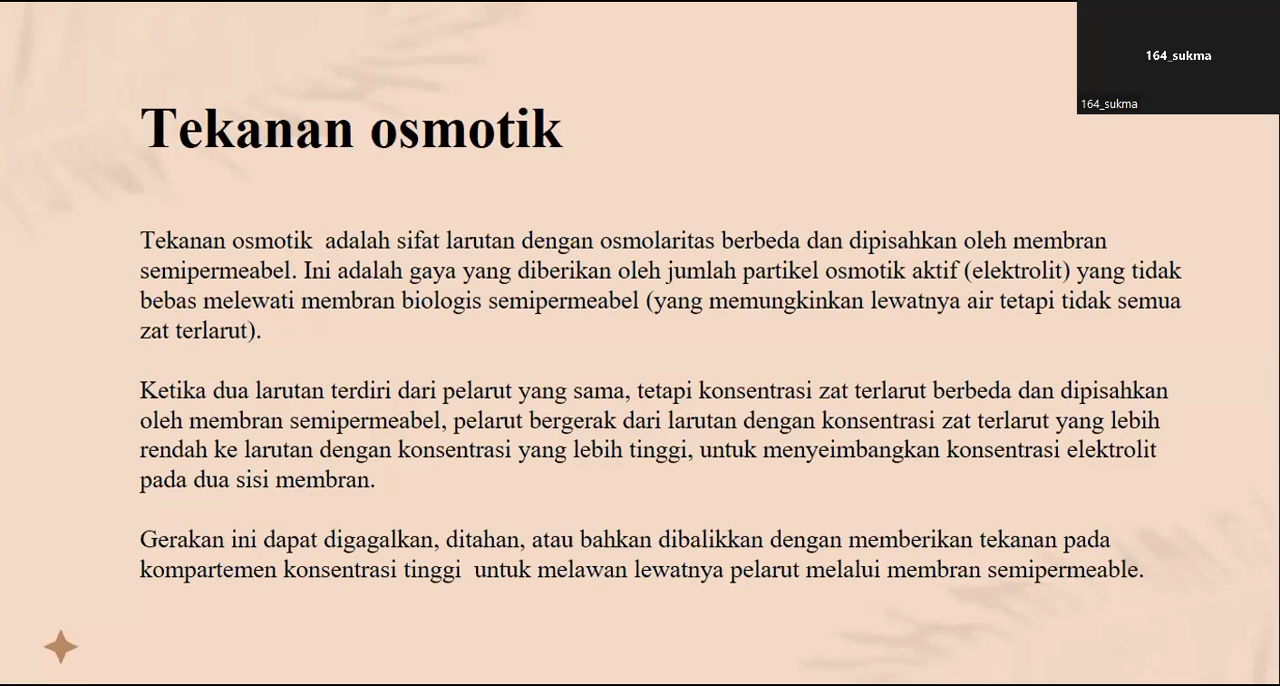 164_sukma
164_sukma
Tekanan osmotik
Tekanan osmotik  adalah sifat larutan dengan osmolaritas berbeda dan dipisahkan oleh membran
semipermeabel. Ini adalah gaya yang diberikan oleh jumlah partikel osmotik aktif (elektrolit) yang tidak
bebas melewati membran biologis semipermeabel (yang memungkinkan lewatnya air tetapi tidak semua
zat terlarut).
Ketika dua larutan terdiri dari pelarut yang sama, tetapi konsentrasi zat terlarut berbeda dan dipisahkan
oleh membran semipermeabel, pelarut bergerak dari larutan dengan konsentrasi zat terlarut yang lebih
rendah ke larutan dengan konsentrasi yang lebih tinggi, untuk menyeimbangkan konsentrasi elektrolit
pada dua sisi membran.
Gerakan ini dapat digagalkan, ditahan, atau bahkan dibalikkan dengan memberikan tekanan pada
kompartemen konsentrasi tinggi  untuk melawan lewatnya pelarut melalui membran semipermeable.